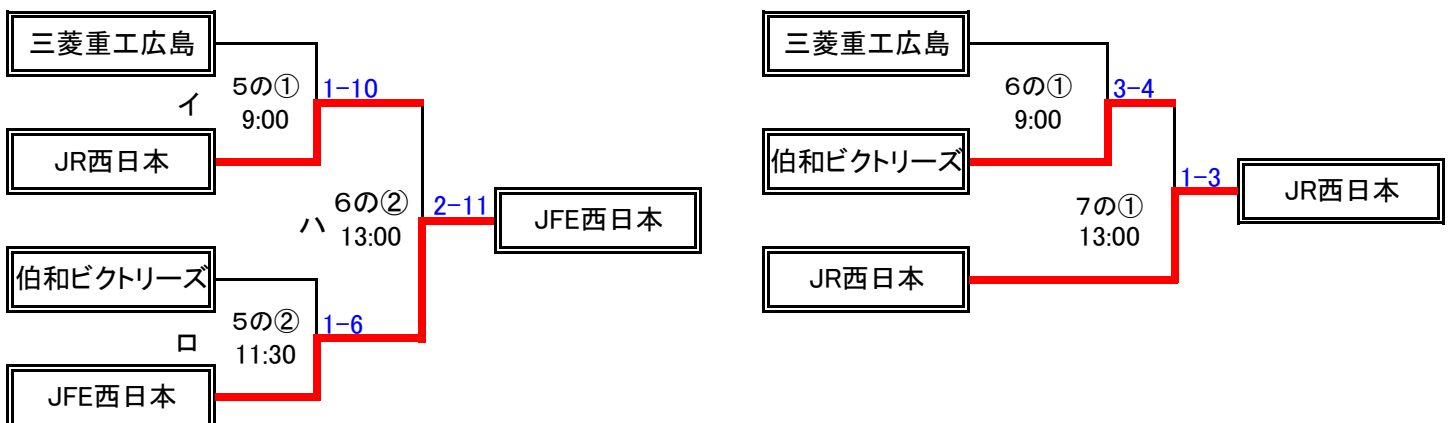 三菱重工広島
5の①
9:00
イ
1-10
JR西日本
6の②
13:00
ハ
2-11
JFE西日本
伯和ビクトリーズ
5の②
11:30
ロ
1-6
JFE西日本
三菱重工広島
6の①
9:00
3-4
伯和ビクトリーズ
1-3
JR西日本
7の①
13:00
JR西日本